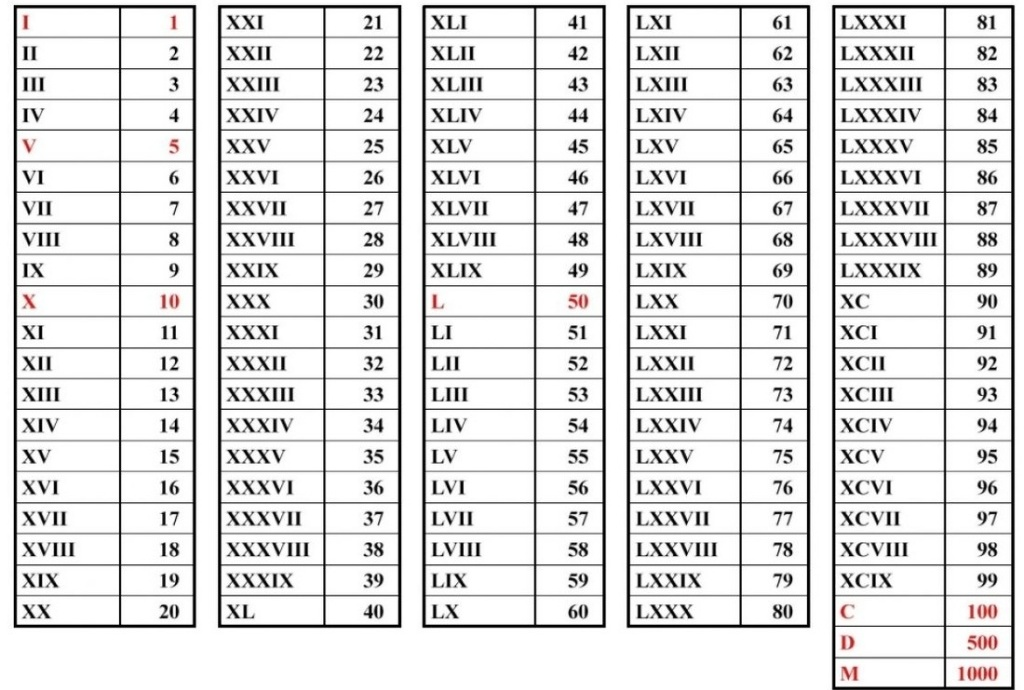 I 1 XXI 21 XLI 41 LXI 61 LXXXI 81
II 2 XXII 22 XLII 42 LXII 62 LXXXII 82
III 3 XXIII 23 XLIII 43 LXIII 63 LXXXIII 83
IV 4 XXIV 24 XLIV 44 LXIV 64 LXXXIV 84
V 5 XXV 25 XLV 45 LXV 65 LXXXV 85
VI 6 XXVI 26 XLVI 46 LXVI 66 LXXXVI 86
VII 7 XXVII 27 XLVII 47 LXVII 67 LXXXVII 87
VIII 8 XXVIII 28 XLVIII 48 LXVIII 68 LXXXVIII 88
IX 9 XXIX 29 XLIX 49 LXIX 69 LXXXIX 89
X 10 XXX 30 L 50 LXX 70 XC 90
XI 11 XXXI 31 LI 51 LXXI 71 XCI 91
XII 12 XXXII 32 LII 52 LXXII 72 XCII 92
XIII 13 XXXIII 33 LIII 53 LXXIII 73 XCIII 93
XIV 14 XXXIV 34 LIV 54 LXXIV 74 XCIV 94
XV 15 XXXV 35 LV 55 LXXV 75 XCV 95
XVI 16 XXXVI 36 LVI 56 LXXVI 76 XCVI 96
XVII 17 XXXVII 37 LVII 57 LXXVII 77 XCVII 97
XVIII 18 XXXVIII 38 LVIII 58 LXXVIII 78 XCVIII 98
XIX 19 XXXIX 39 LIX 59 LXXIX 79 XCIX 99
XX 20 XL 40 LX 60 LXXX 80 C 100
D 500
M 1000